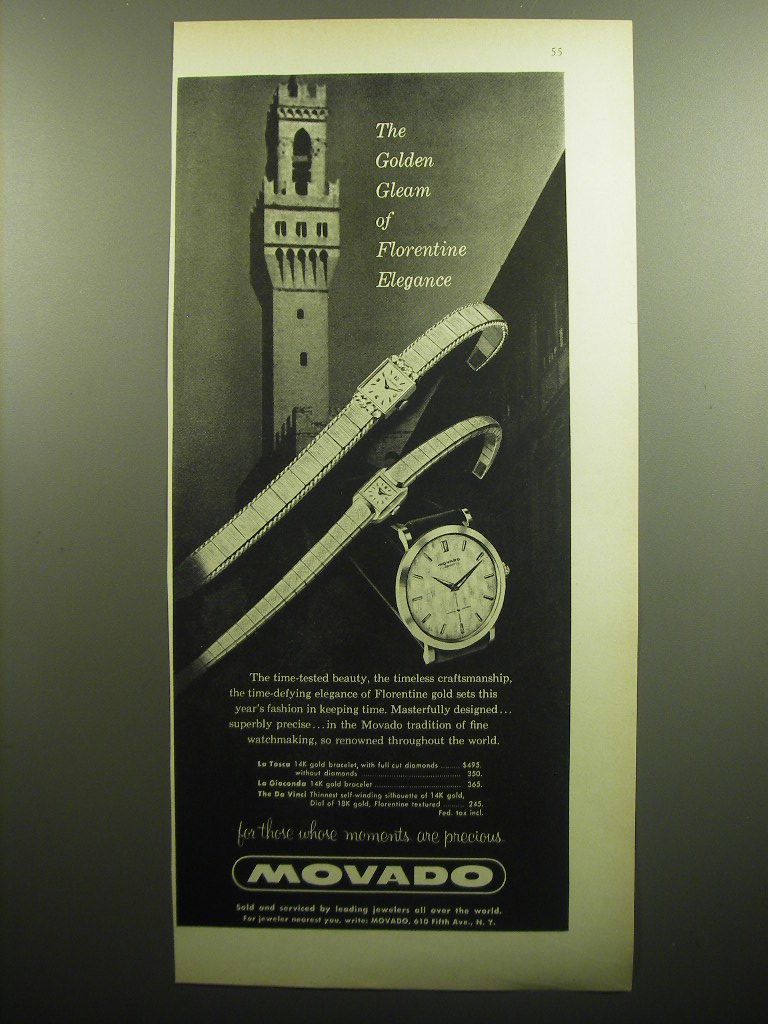 55
The
Golden
Gleam
of
Florentine
Elegance
MOVADO
The time-tested beauty, the timeless craftsmanship,
the time-defying elegance of Florentine gold sets this
year's fashion in keeping time. Masterfully designed...
superbly precise...in the Movado tradition of fine
watchmaking, so renowned throughout the world.
La Tosca 14K gold bracelet, with full cut diamonds ........ $495.
without diamonds ........................ 350.
La Gioconda 14K gold bracelet ........................ 365.
The Da Vinci Thinnest self-winding silhouette of 14K gold,
Dial of 18K gold, Florentine textured ........ 245.
Fed. tax incl.
for those whose moments are precious
MOVADO
Sold and serviced by leading jewelers all over the world.
For jeweler nearest you, write: MOVADO, 610 Fifth Ave., N. Y.